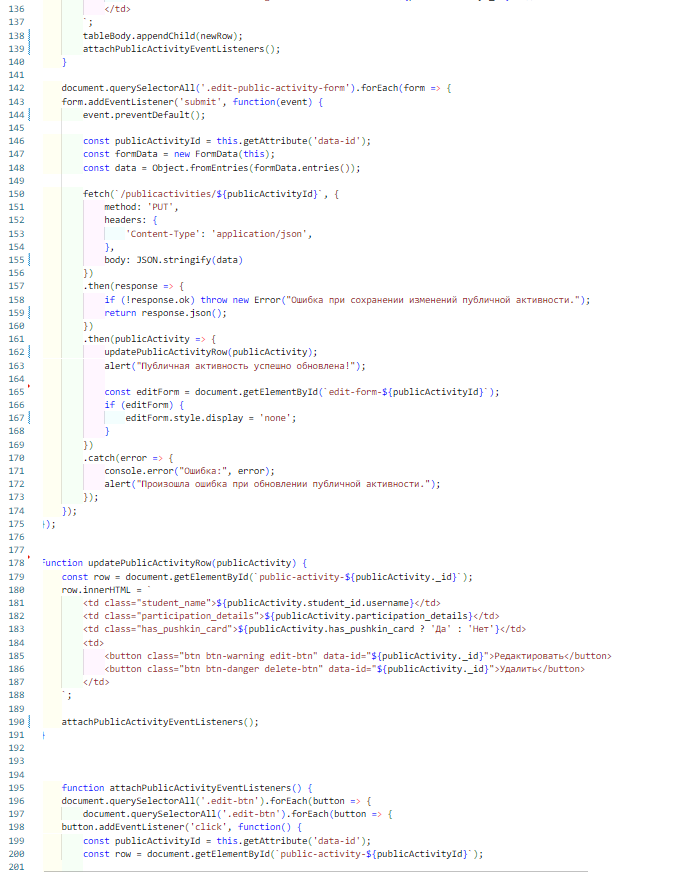 136 </td>
137 `;
138 tableBody.appendChild(newRow);
139 attachPublicActivityEventListeners();
140 }
141
142 document.querySelectorAll('.edit-public-activity-form').forEach(form => {
143 form.addEventListener('submit', function(event) {
144 event.preventDefault();
145
146 const publicActivityId = this.getAttribute('data-id');
147 const formData = new FormData(this);
148 const data = Object.fromEntries(formData.entries());
149
150 fetch(`/publicactivities/${publicActivityId}`, {
151 method: 'PUT',
152 headers: {
153 'Content-Type': 'application/json',
154 },
155 body: JSON.stringify(data)
156 })
157 .then(response => {
158 if (!response.ok) throw new Error("Ошибка при сохранении изменений публичной активности.");
159 return response.json();
160 })
161 .then(publicActivity => {
162 updatePublicActivityRow(publicActivity);
163 alert("Публичная активность успешно обновлена!");
164
165 const editForm = document.getElementById(`edit-form-${publicActivityId}`);
166 if (editForm) {
167 editForm.style.display = 'none';
168 }
169 })
170 .catch(error => {
171 console.error("Ошибка:", error);
172 alert("Произошла ошибка при обновлении публичной активности.");
173 });
174 });
175 });
176
177
178 function updatePublicActivityRow(publicActivity) {
179 const row = document.getElementById(`public-activity-${publicActivity._id}`);
180 row.innerHTML = `
181 <td class="student_name">${publicActivity.student_id.username}</td>
182 <td class="participation_details">${publicActivity.participation_details}</td>
183 <td class="has_pushkin_card">${publicActivity.has_pushkin_card ? 'Да' : 'Нет'}</td>
184 <td>
185 <button class="btn btn-warning edit-btn" data-id="${publicActivity._id}">Редактировать</button>
186 <button class="btn btn-danger delete-btn" data-id="${publicActivity._id}">Удалить</button>
187 </td>
188 `;
189
190 attachPublicActivityEventListeners();
191 }
192
193
194
195 function attachPublicActivityEventListeners() {
196 document.querySelectorAll('.edit-btn').forEach(button => {
197 document.querySelectorAll('.edit-btn').forEach(button => {
198 button.addEventListener('click', function() {
199 const publicActivityId = this.getAttribute('data-id');
200 const row = document.getElementById(`public-activity-${publicActivityId}`);
201